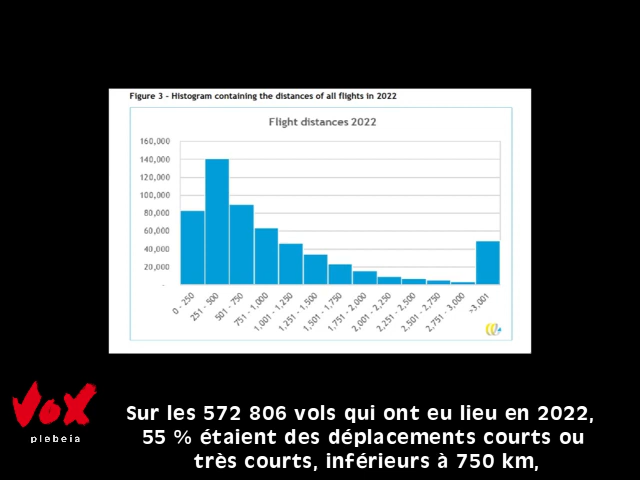 Figure 3 - Histogram containing the distances of all flights in 2022
Flight distances 2022
160,000
140,000
120,000
100,000
80,000
60,000
40,000
20,000
-
0 - 250
251 - 500
501 - 750
751 - 1,000
1,001 - 1,250
1,251 - 1,500
1,501 - 1,750
1,751 - 2,000
2,001 - 2,250
2,251 - 2,500
2,501 - 2,750
2,751 - 3,000
>3,001
VOX
plebeia
Sur les 572 806 vols qui ont eu lieu en 2022,
55 % étaient des déplacements courts ou
très courts, inférieurs à 750 km,